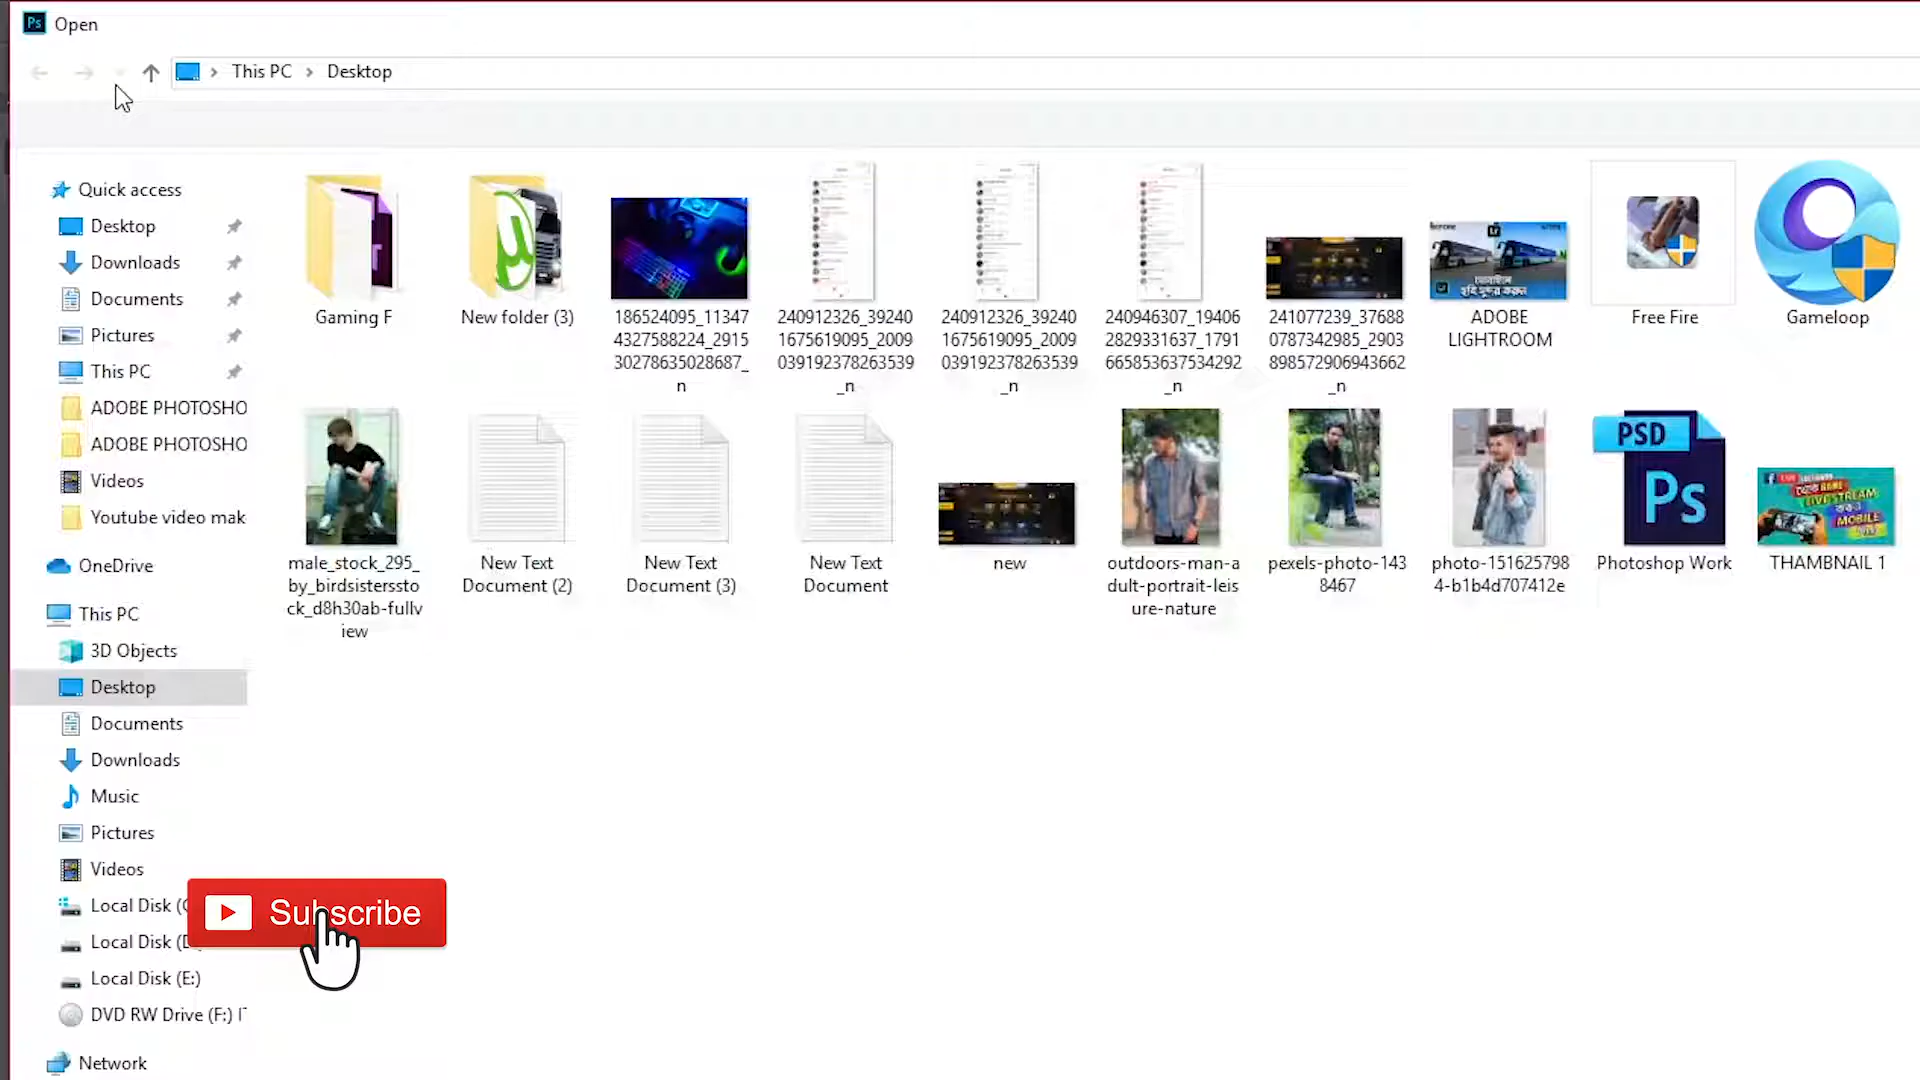 Ps Open
This PC > Desktop
Quick access
Desktop
Downloads
Documents
Pictures
This PC
ADOBE PHOTOSHO
ADOBE PHOTOSHO
Videos
Youtube video mak
OneDrive
This PC
3D Objects
Desktop
Documents
Downloads
Music
Pictures
Videos
Local Disk (
Local Disk (
Local Disk (E:)
DVD RW Drive (F:)
Network
Gaming F
New folder (3)
186524095_11347
4327588224_2915
30278635028687_
n
240912326_39240
1675619095_2009
039192378263539
_n
240912326_39240
1675619095_2009
039192378263539
_n
240946307_19406
2829331637_1791
665853637534292
_n
241077239_37688
0787342985_2903
898572906943662
_n
ADOBE
LIGHTROOM
Free Fire
Gameloop
male_stock_295_
by_birdsistersto
ck_d8h30ab-fullv
iew
New Text
Document (2)
New Text
Document (3)
New Text
Document
new
outdoors-man-a
dult-portrait-leis
ure-nature
pexels-photo-143
8467
photo-151625798
4-b1b4d707412e
PSD
Ps
Photoshop Work
LIVESTREAM
MOBILE
THAMBNAIL 1
Subscribe